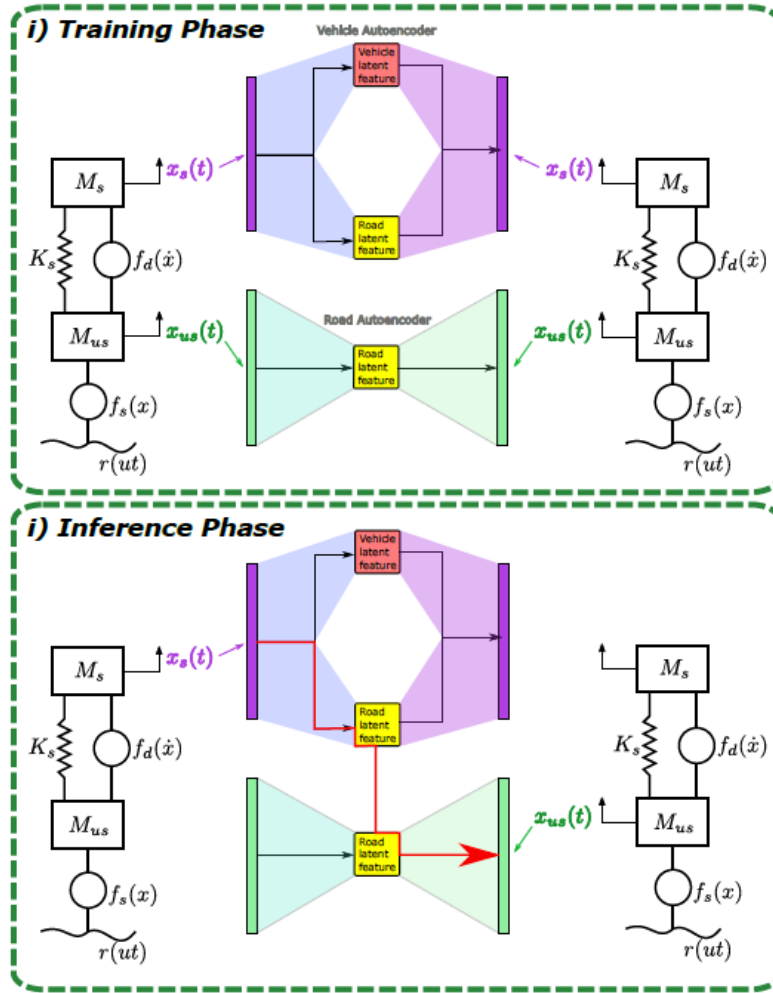 i) Training Phase
Vehicle Autoencoder
Vehicle
latent
feature
x_s(t)
x_s(t)
M_s
M_s
Road
latent
feature
K_s
f_d(ẋ)
K_s
f_d(ẋ)
Road Autoencoder
M_us
x_us(t)
x_us(t)
M_us
Road
latent
feature
f_s(x)
f_s(x)
r(ut)
r(ut)
i) Inference Phase
Vehicle
latent
feature
x_s(t)
M_s
M_s
Road
latent
feature
K_s
f_d(ẋ)
K_s
f_d(ẋ)
M_us
x_us(t)
M_us
Road
latent
feature
f_s(x)
f_s(x)
r(ut)
r(ut)